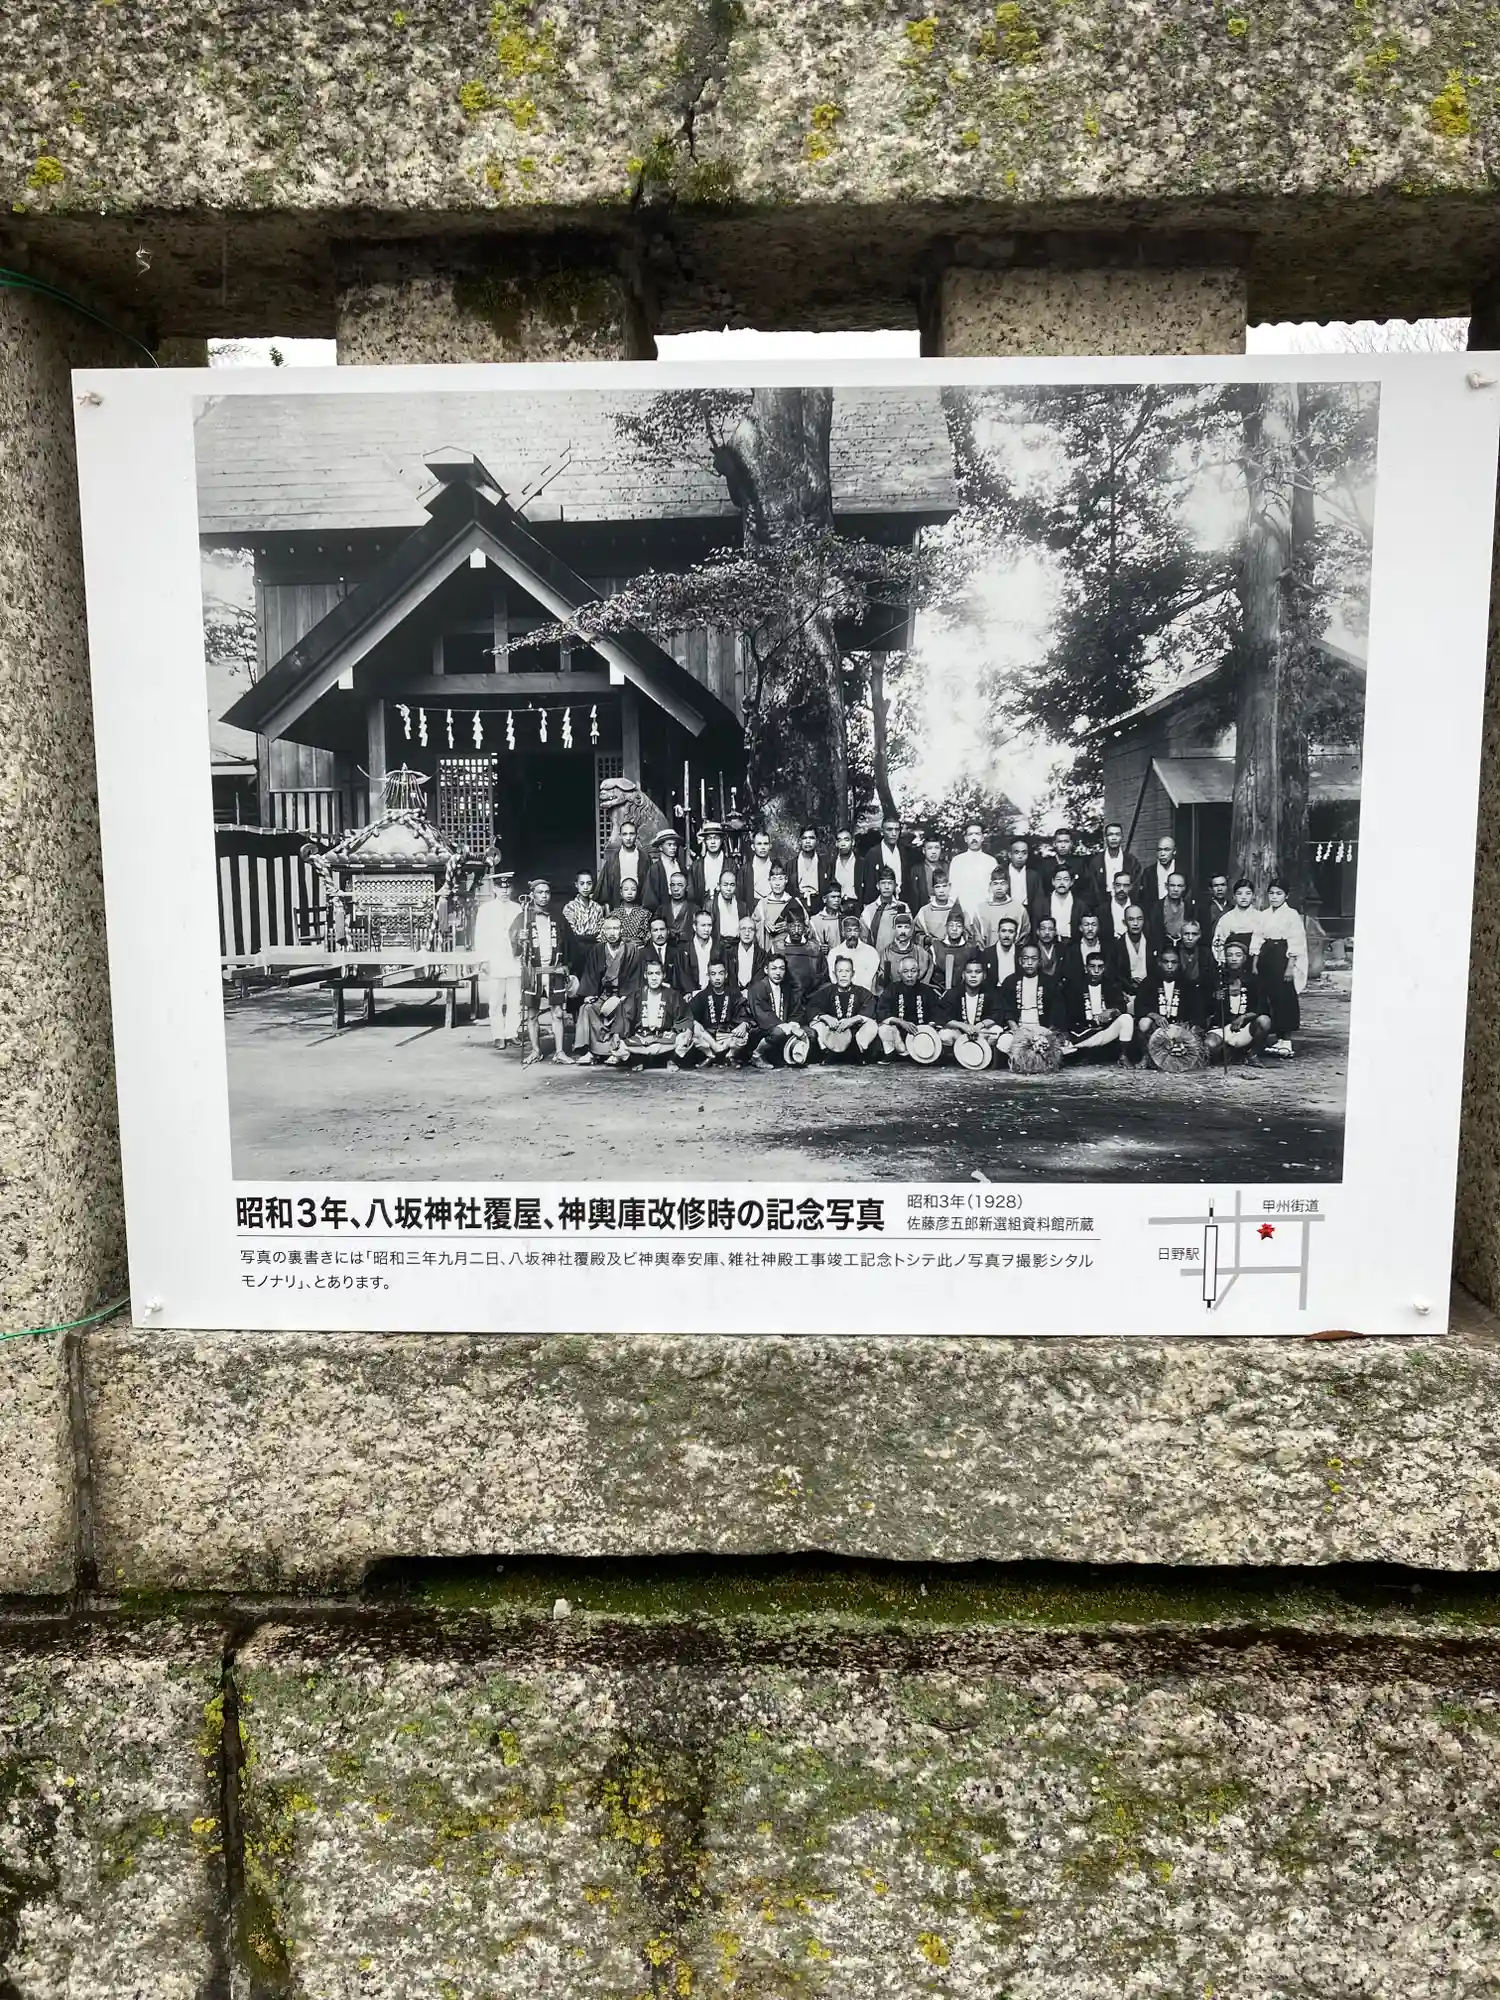 昭和3年、八坂神社覆屋、神輿庫改修時の記念写真
昭和3年(1928)
佐藤彦五郎新選組資料館所蔵
写真の裏書きには「昭和三年九月二日、八坂神社覆殿及ビ神輿奉安庫、雑社神殿工事竣工記念トシテ此ノ写真ヲ撮影シタル
モノナリ」、とあります。
甲州街道
日野駅